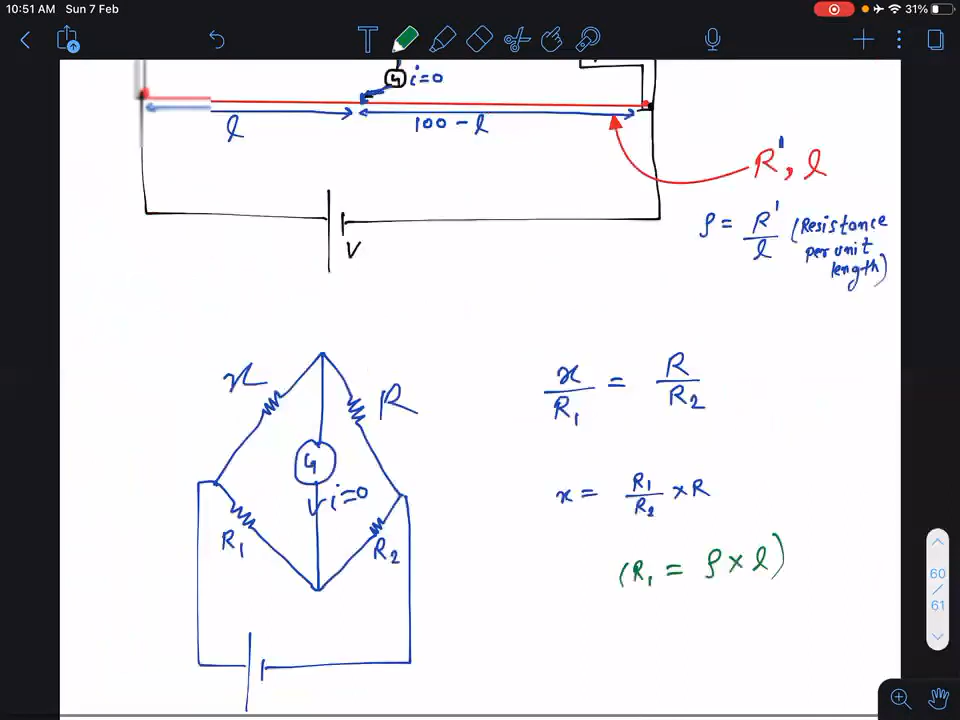 10:51 AM Sun 7 Feb
31%
T
G i=0
l
100 - l
R', l
V
ρ = R'/l (Resistance
per unit
length)
x
R
G
i=0
R₁
R₂
x/R₁ = R/R₂
x = R₁/R₂ × R
(R₁ = ρ × l)
60
/
61